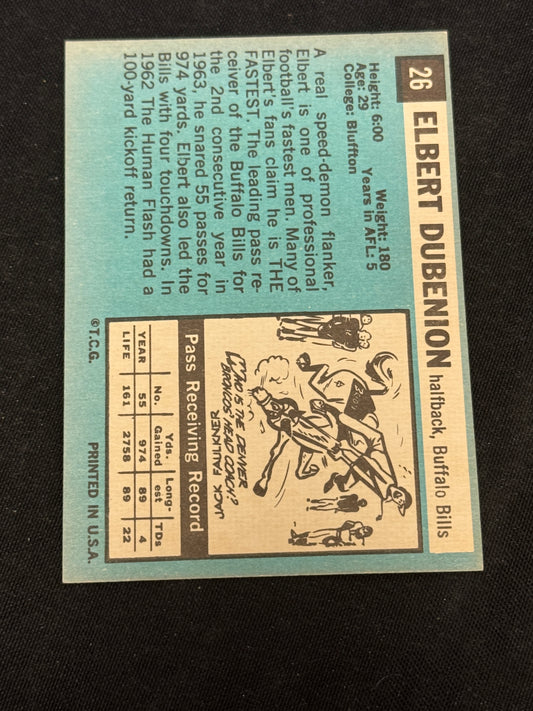 26 ELBERT DUBENION halfback, Buffalo Bills
Height: 6:00 Weight: 180
Age: 29 Years in AFL: 5
College: Bluffton
A real speed-demon flanker,
Elbert is one of professional
football's fastest men. Many of
Elbert's fans claim he is THE
FASTEST. The leading pass re-
ceiver of the Buffalo Bills for
the 2nd consecutive year in
1963, he snared 55 passes for
974 yards. Elbert also led the
Bills with four touchdowns. In
1962 The Human Flash had a
100-yard kickoff return.
WHO IS THE DENVER
BRONCOS' HEAD COACH?
JACK
FAULKNER
Pass Receiving Record
No. Yds. Gained Long-est TDs
YEAR 55 974 89 4
LIFE 161 2758 89 22
©T.C.G. PRINTED IN U.S.A.